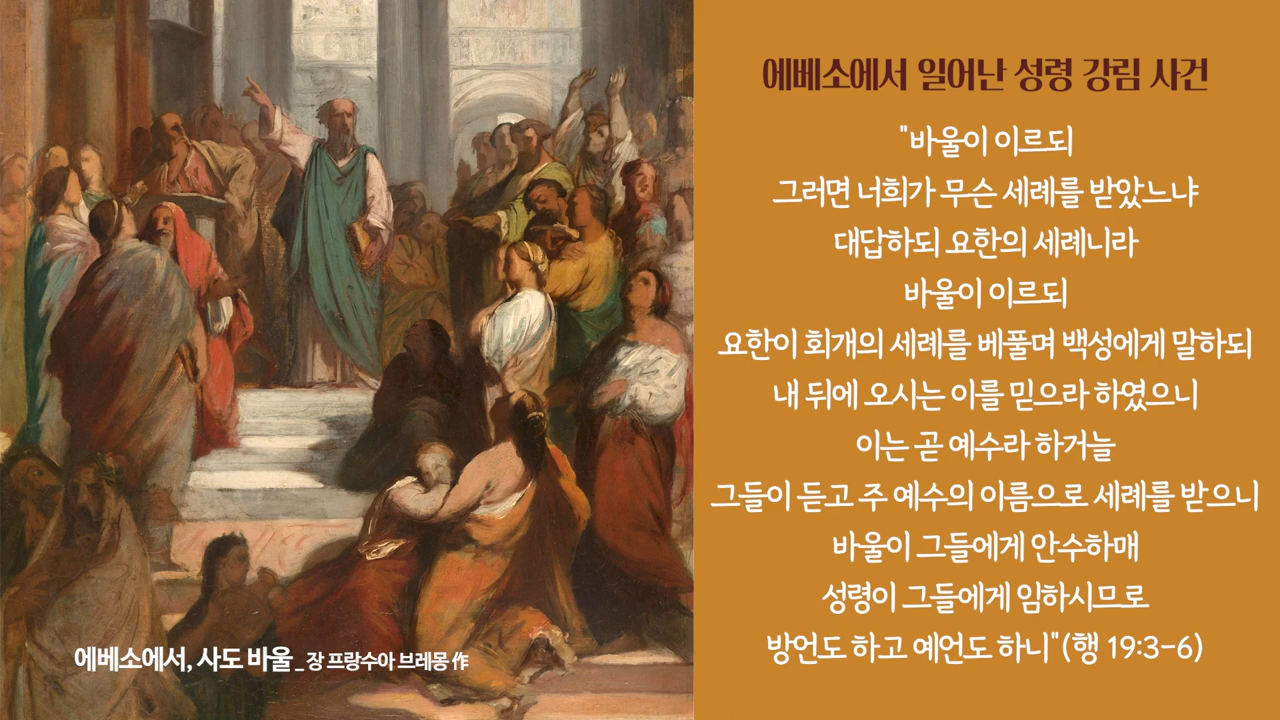 에베소에서 일어난 성령 강림 사건
"바울이 이르되
그러면 너희가 무슨 세례를 받았느냐
대답하되 요한의 세례니라
바울이 이르되
요한이 회개의 세례를 베풀며 백성에게 말하되
내 뒤에 오시는 이를 믿으라 하였으니
이는 곧 예수라 하거늘
그들이 듣고 주 예수의 이름으로 세례를 받으니
바울이 그들에게 안수하매
성령이 그들에게 임하시므로
방언도 하고 예언도 하니"(행 19:3-6)
에베소에서, 사도 바울_장 프랑수아 브레몽 作